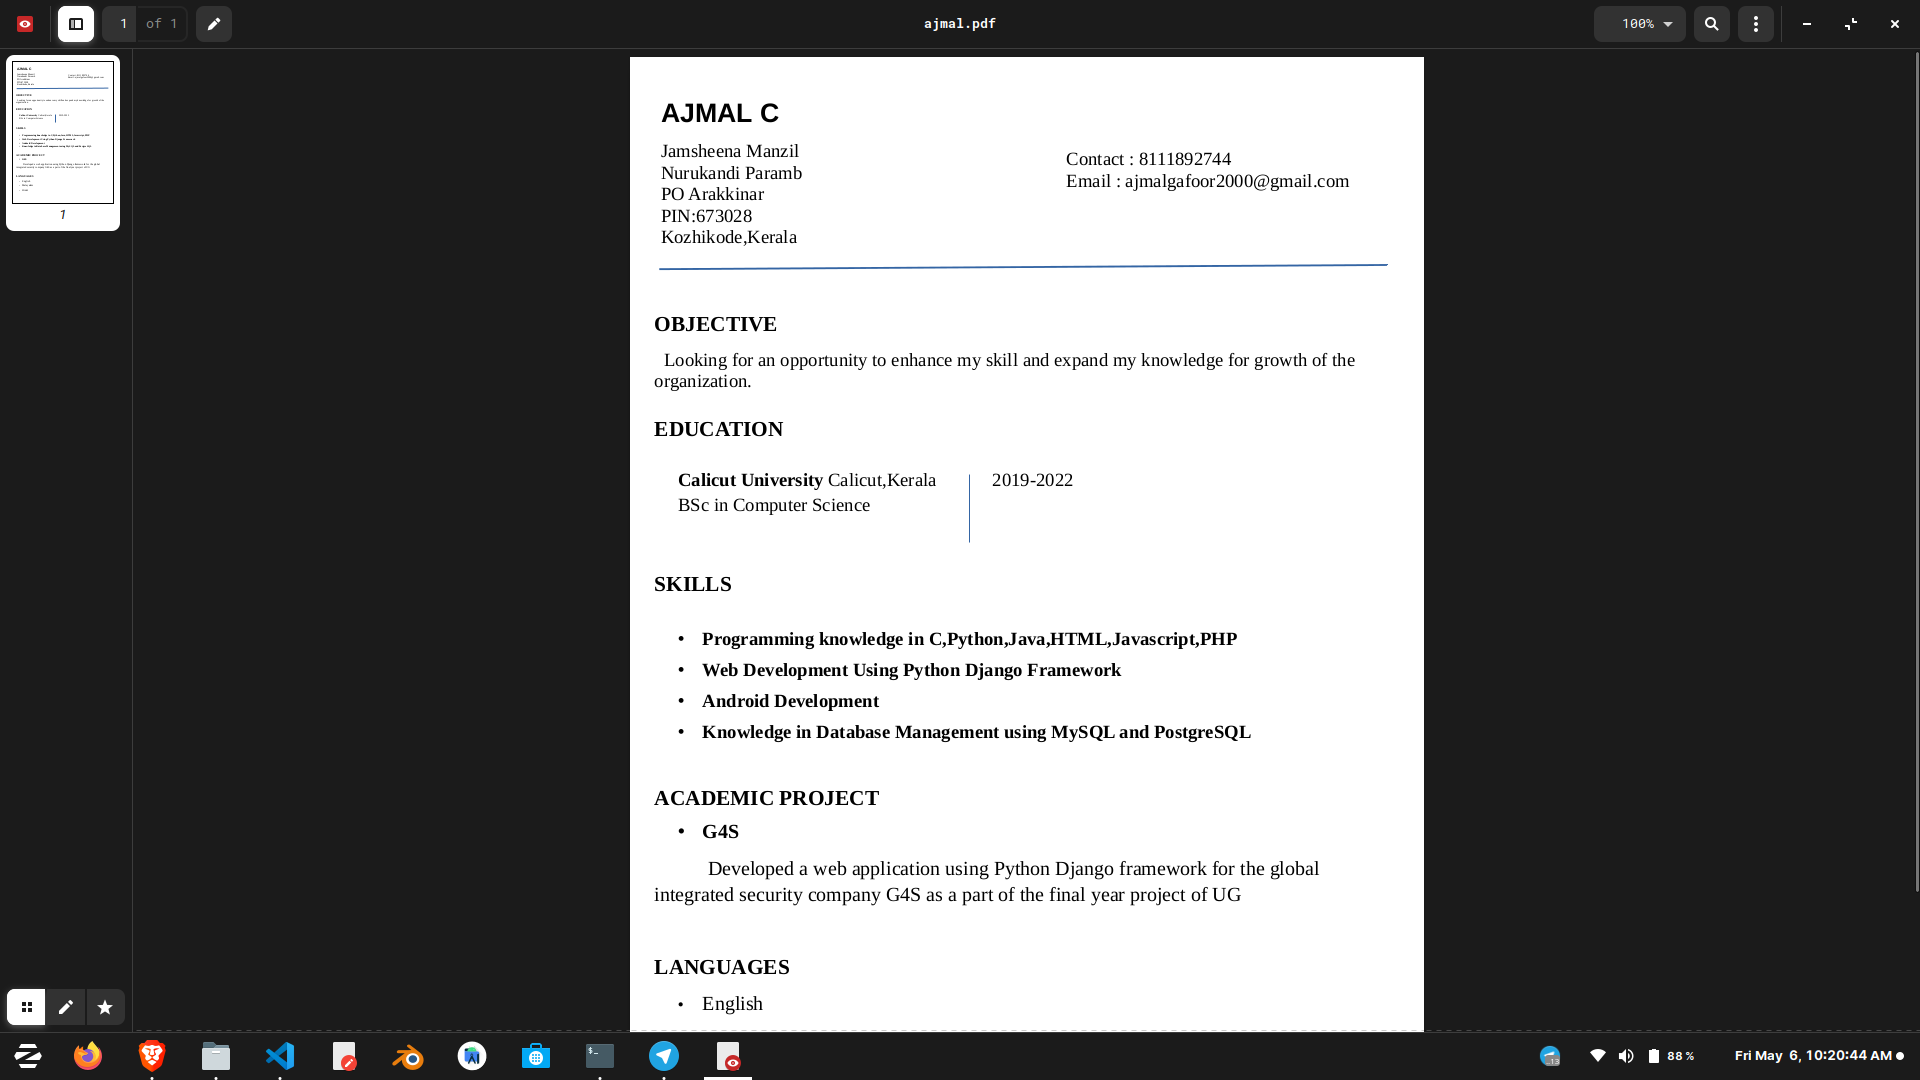 1 of 1
ajmal.pdf
100%
1
AJMAL C
Jamsheena Manzil
Nurukandi Paramb
PO Arakkinar
PIN:673028
Kozhikode,Kerala
Contact : 8111892744
Email : ajmalgafoor2000@gmail.com
OBJECTIVE
Looking for an opportunity to enhance my skill and expand my knowledge for growth of the
organization.
EDUCATION
Calicut University Calicut,Kerala
BSc in Computer Science
2019-2022
SKILLS
• Programming knowledge in C,Python,Java,HTML,Javascript,PHP
• Web Development Using Python Django Framework
• Android Development
• Knowledge in Database Management using MySQL and PostgreSQL
ACADEMIC PROJECT
• G4S
Developed a web application using Python Django framework for the global
integrated security company G4S as a part of the final year project of UG
LANGUAGES
• English
88 %
Fri May 6, 10:20:44 AM